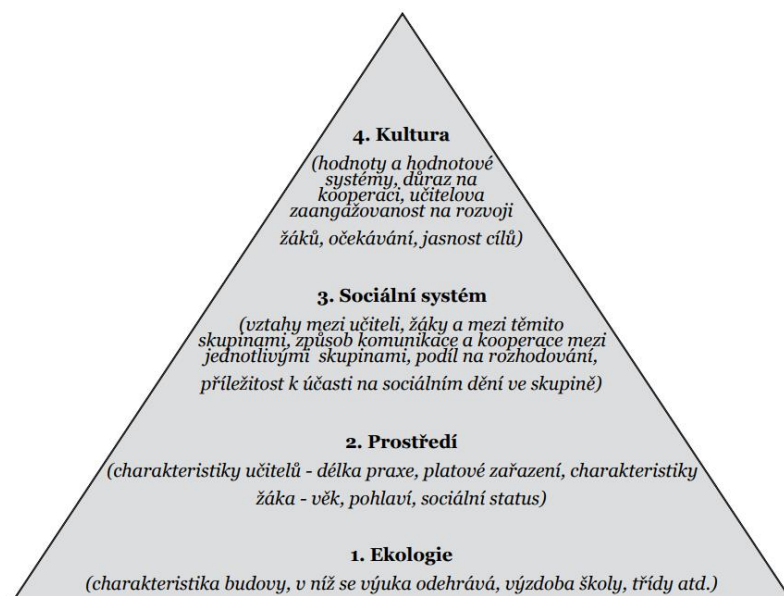 4. Kultura
(hodnoty a hodnotové
systémy, důraz na
kooperaci, učitelova
zaangažovanost na rozvoji
žáků, očekávání, jasnost cílů)
3. Sociální systém
(vztahy mezi učiteli, žáky a mezi těmito
skupinami, způsob komunikace a kooperace mezi
jednotlivými skupinami, podíl na rozhodování,
příležitost k účasti na sociálním dění ve skupině)
2. Prostředí
(charakteristiky učitelů - délka praxe, platové zařazení, charakteristiky
žáka - věk, pohlaví, sociální status)
1. Ekologie
(charakteristika budovy, v níž se výuka odehrává, výzdoba školy, třídy atd.)